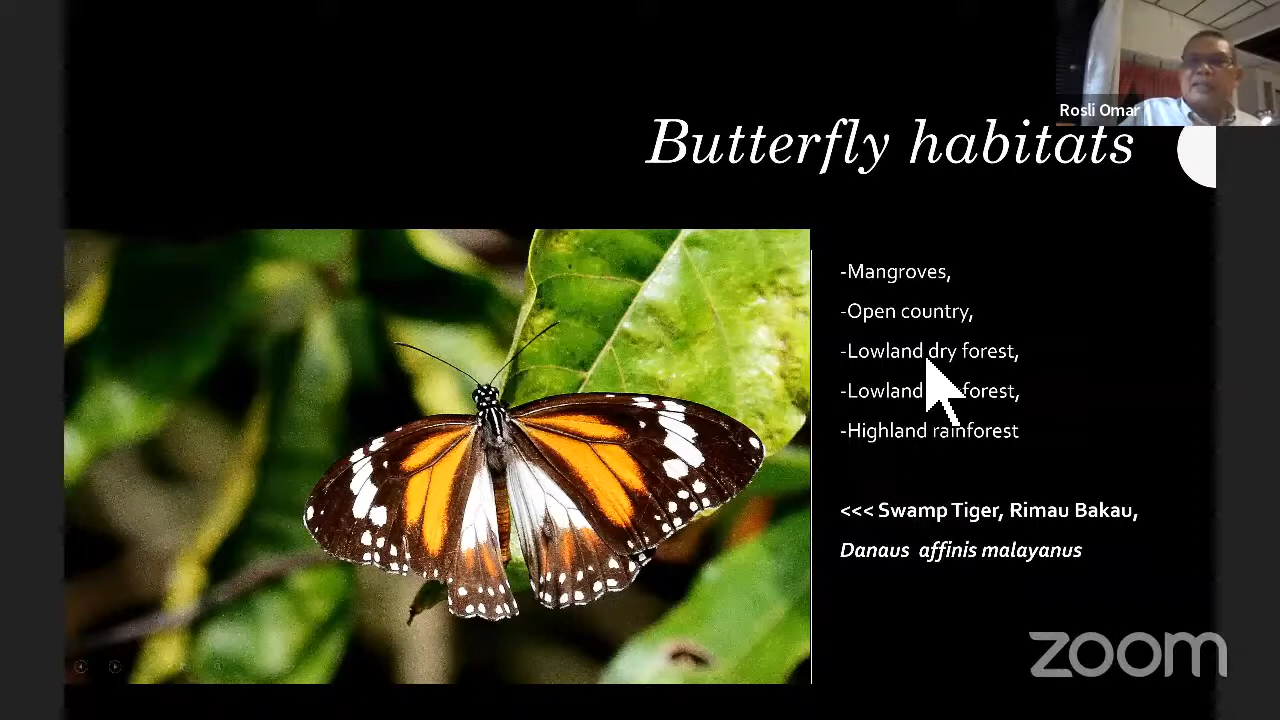 Rosli Omar
Butterfly habitats
-Mangroves,
-Open country,
-Lowland dry forest,
-Lowland forest,
-Highland rainforest
<<< Swamp Tiger, Rimau Bakau,
Danaus affinis malayanus
zoom